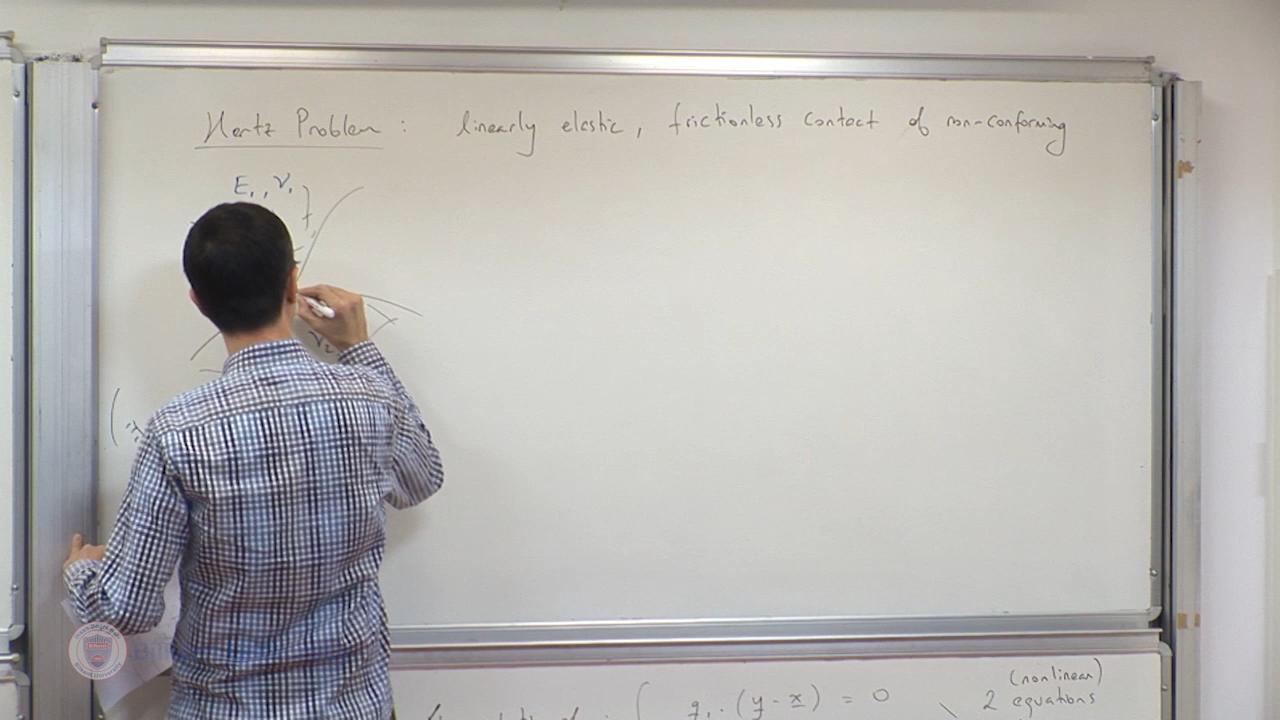 Hertz Problem : linearly elastic, frictionless contact of non-conforming
E₁, ν₁
ν₂
(nonlinear)
g₁ . (y - x) = 0
2 equations